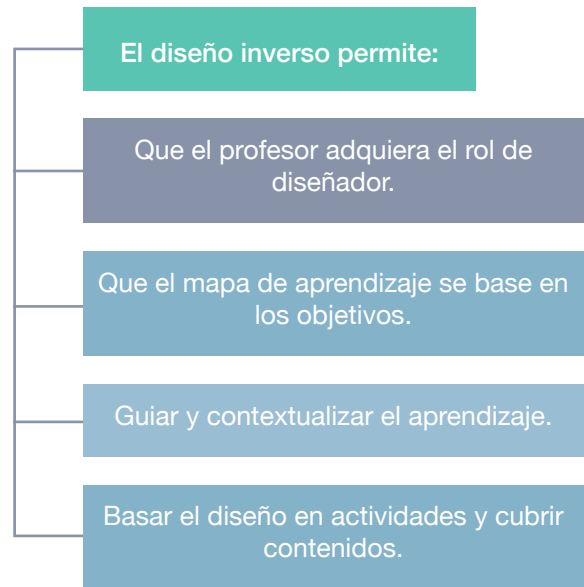 El diseño inverso permite:
Que el profesor adquiera el rol de
diseñador.
Que el mapa de aprendizaje se base en
los objetivos.
Guiar y contextualizar el aprendizaje.
Basar el diseño en actividades y cubrir
contenidos.